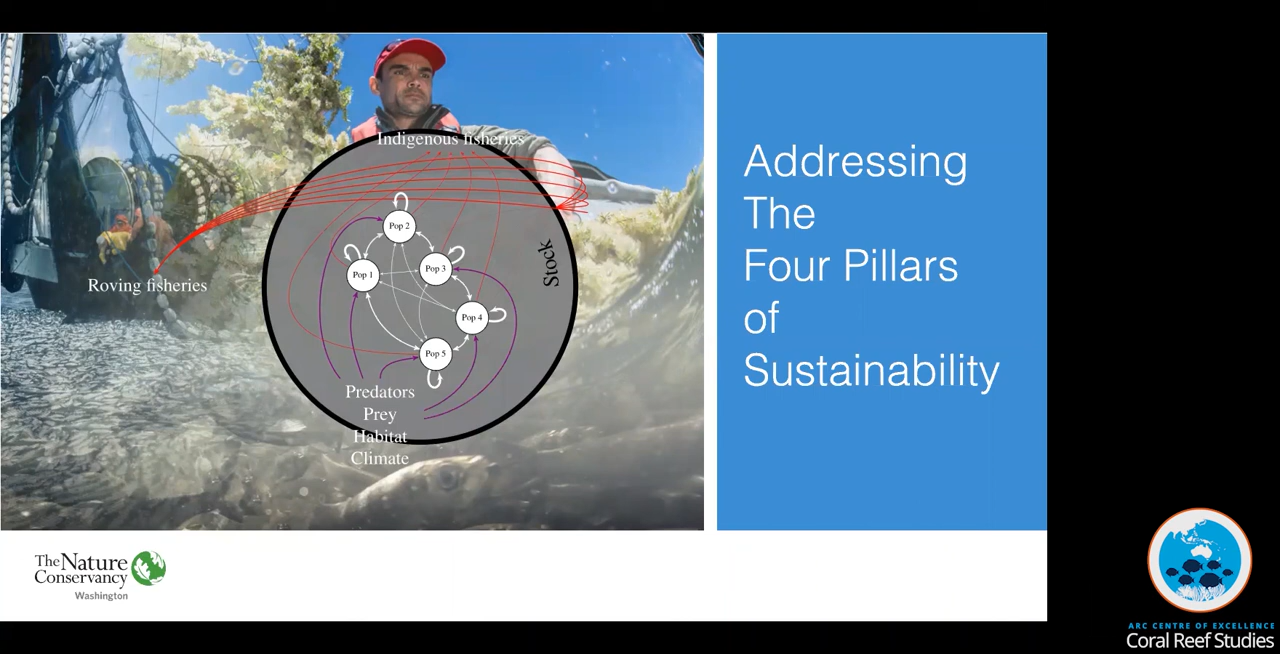 Indigenous fisheries
Roving fisheries
Stock
Pop 2
Pop 1
Pop 3
Pop 4
Pop 5
Predators
Prey
Habitat
Climate
Addressing
The
Four Pillars
of
Sustainability
The Nature
Conservancy
Washington
ARC CENTRE OF EXCELLENCE
Coral Reef Studies